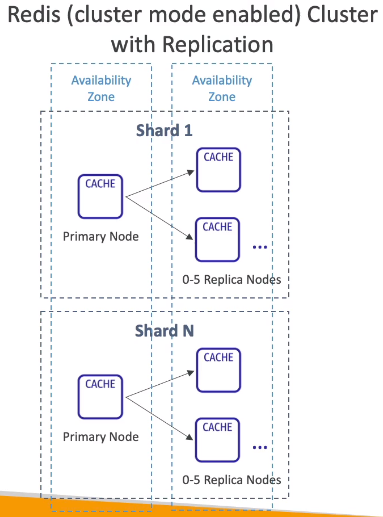 Redis (cluster mode enabled) Cluster
with Replication
Availability
Zone
Availability
Zone
Shard 1
CACHE
CACHE
Primary Node
CACHE
...
0-5 Replica Nodes
Shard N
CACHE
CACHE
Primary Node
CACHE
...
0-5 Replica Nodes